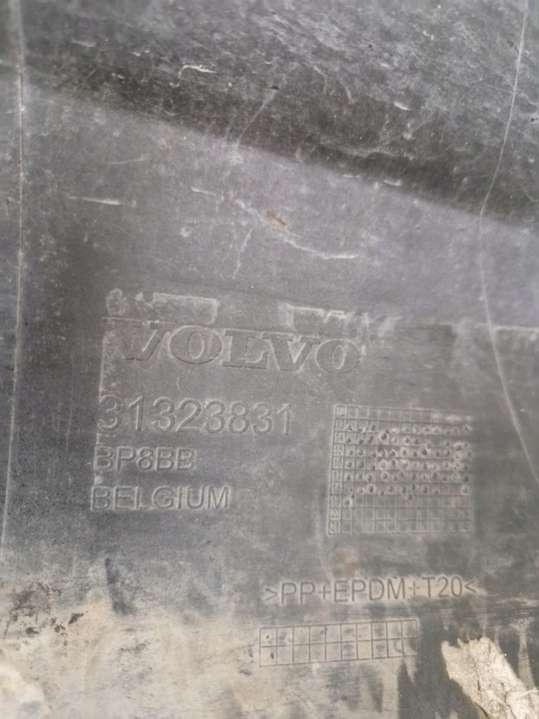 VOLVO
31323831
BP8BB
BELGIUM
>PP+EPDM+T20<